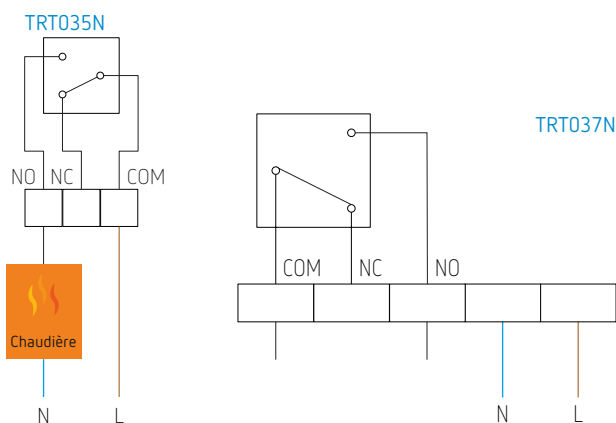 TRT035N
NO NC COM
Chaudière
N L
TRT037N
COM NC NO
N L